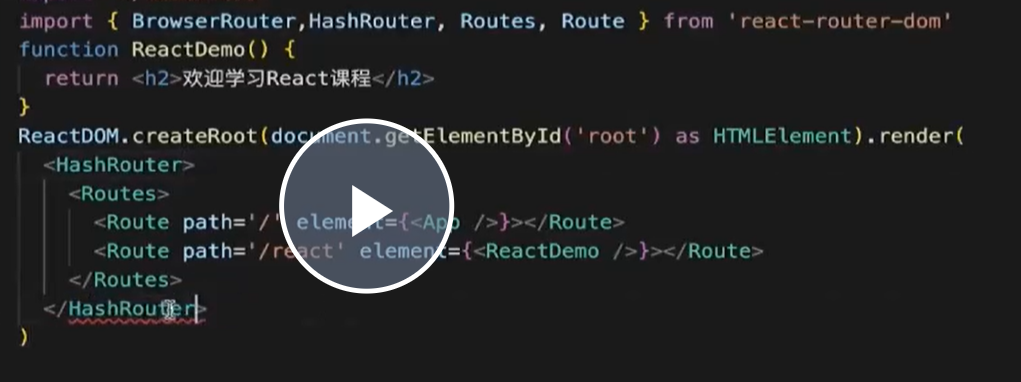 import { BrowserRouter,HashRouter, Routes, Route } from 'react-router-dom'
function ReactDemo() {
return <h2>欢迎学习React课程</h2>
}
ReactDOM.createRoot(document.getElementById('root') as HTMLElement).render(
<HashRouter>
<Routes>
<Route path='/' element={<App />}></Route>
<Route path='/react' element={<ReactDemo />}></Route>
</Routes>
</HashRouter>
)